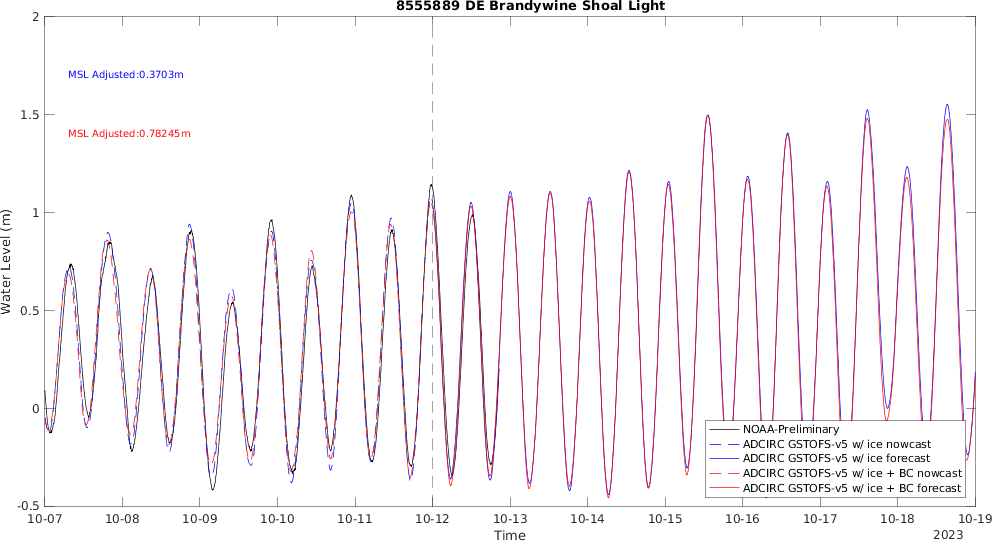 8555889 DE Brandywine Shoal Light
MSL Adjusted:0.3703m
MSL Adjusted:0.78245m
Water Level (m)
2
1.5
1
0.5
0
-0.5
NOAA-Preliminary
ADCIRC GSTOFS-v5 w/ ice nowcast
ADCIRC GSTOFS-v5 w/ ice forecast
ADCIRC GSTOFS-v5 w/ ice + BC nowcast
ADCIRC GSTOFS-v5 w/ ice + BC forecast
10-07 10-08 10-09 10-10 10-11 10-12 10-13 10-14 10-15 10-16 10-17 10-18 10-19
Time
2023